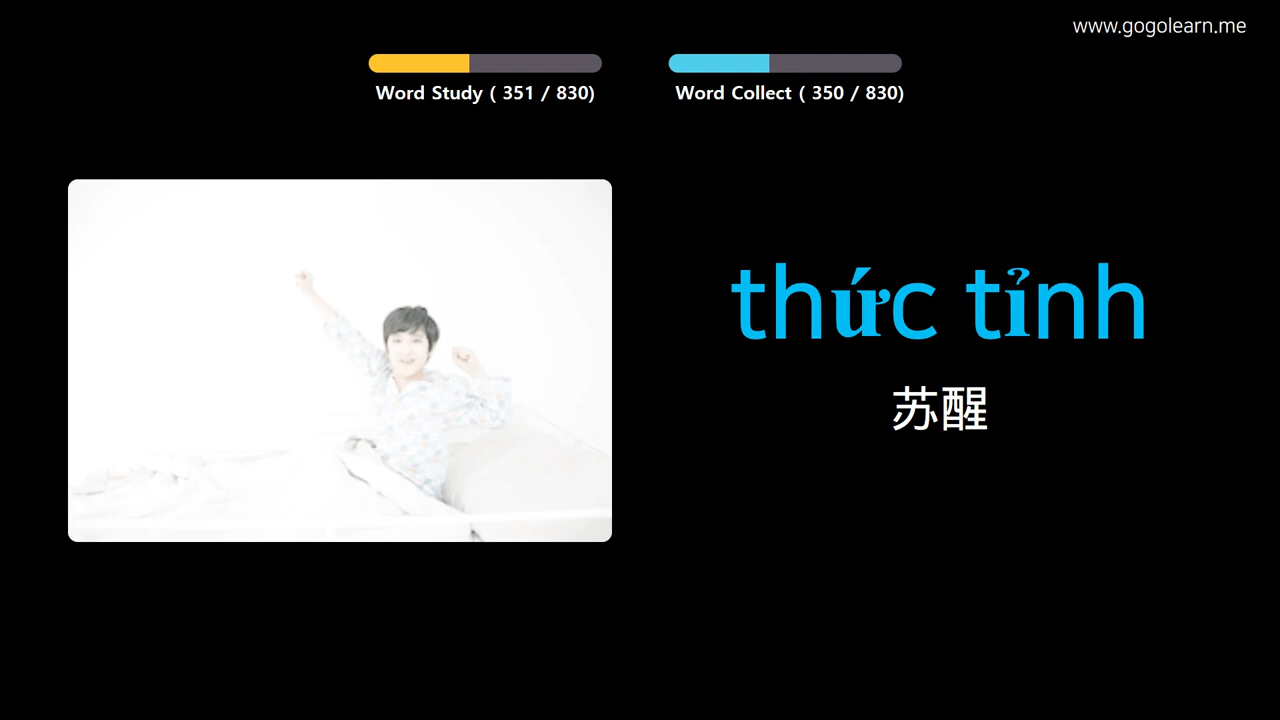 www.gogolearn.me
Word Study ( 351 / 830)
Word Collect ( 350 / 830)
thức tỉnh
苏醒